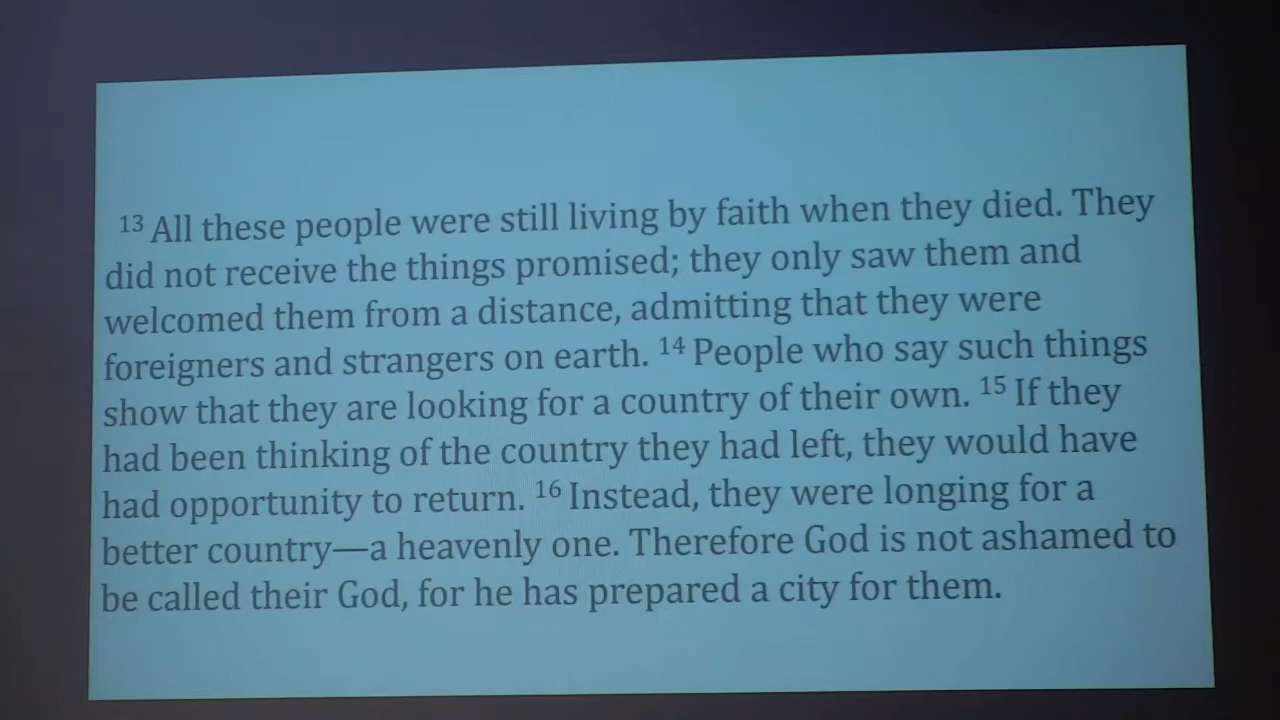 13 All these people were still living by faith when they died. They
did not receive the things promised; they only saw them and
welcomed them from a distance, admitting that they were
foreigners and strangers on earth. 14 People who say such things
show that they are looking for a country of their own. 15 If they
had been thinking of the country they had left, they would have
had opportunity to return. 16 Instead, they were longing for a
better country—a heavenly one. Therefore God is not ashamed to
be called their God, for he has prepared a city for them.